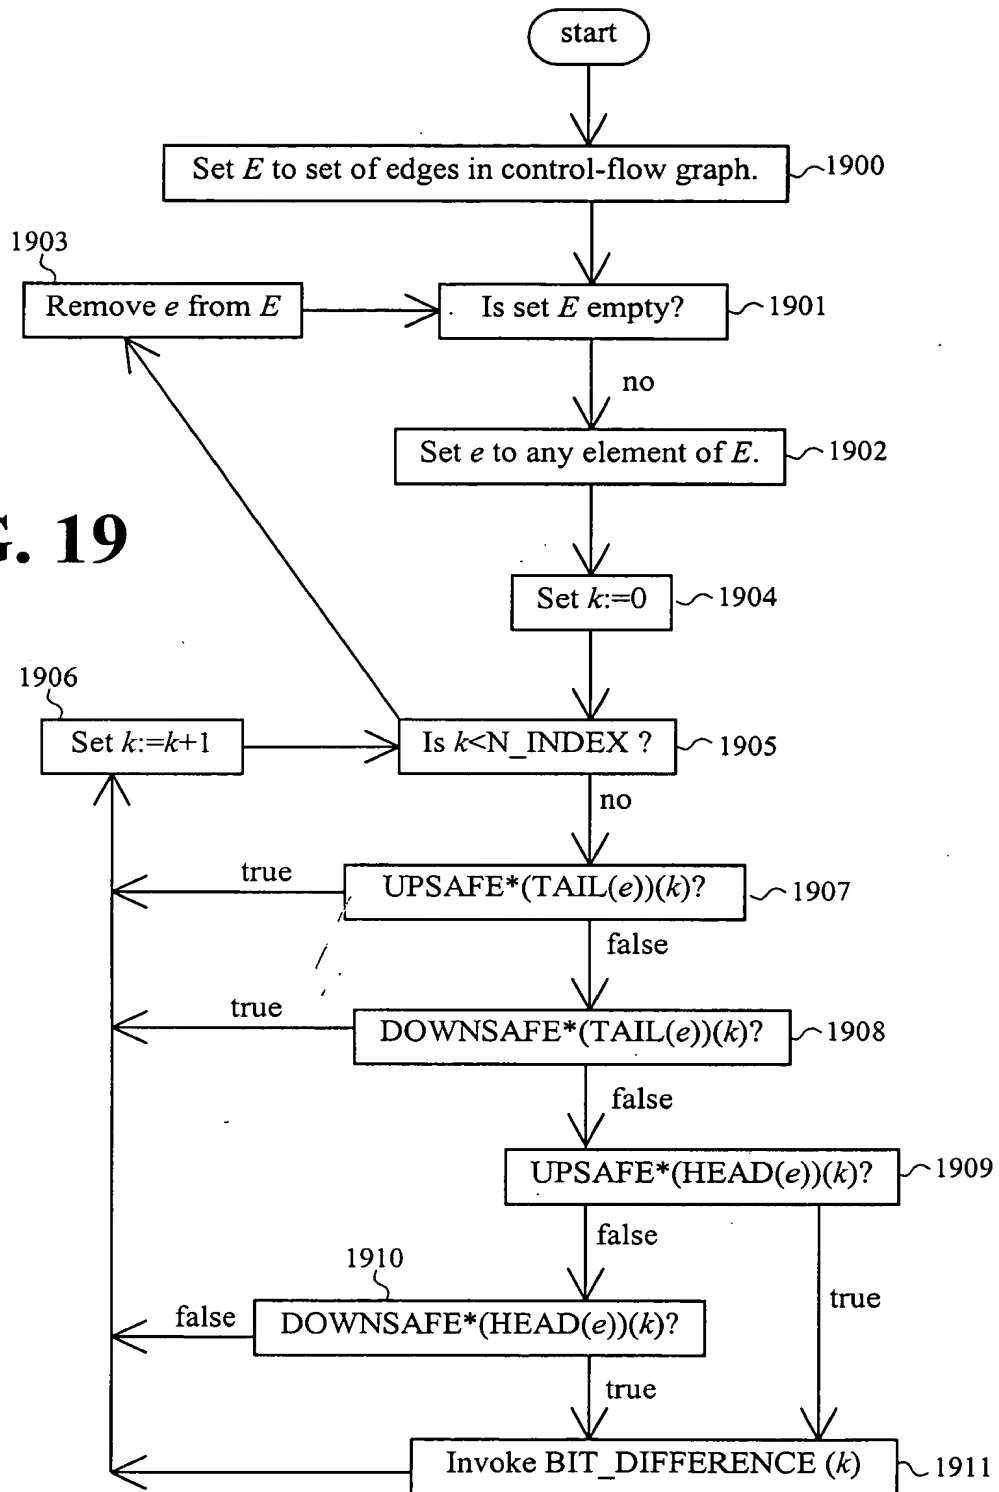 start
Set E to set of edges in control-flow graph.
1900
1903
Remove e from E
Is set E empty?
1901
no
Set e to any element of E.
1902
G. 19
Set k:=0
1904
1906
Set k:=k+1
Is k<N_INDEX ?
1905
no
true
UPSAFE*(TAIL(e))(k)?
1907
false
true
DOWNSAFE*(TAIL(e))(k)?
1908
false
UPSAFE*(HEAD(e))(k)?
1909
false
1910
true
false
DOWNSAFE*(HEAD(e))(k)?
true
Invoke BIT_DIFFERENCE (k)
1911